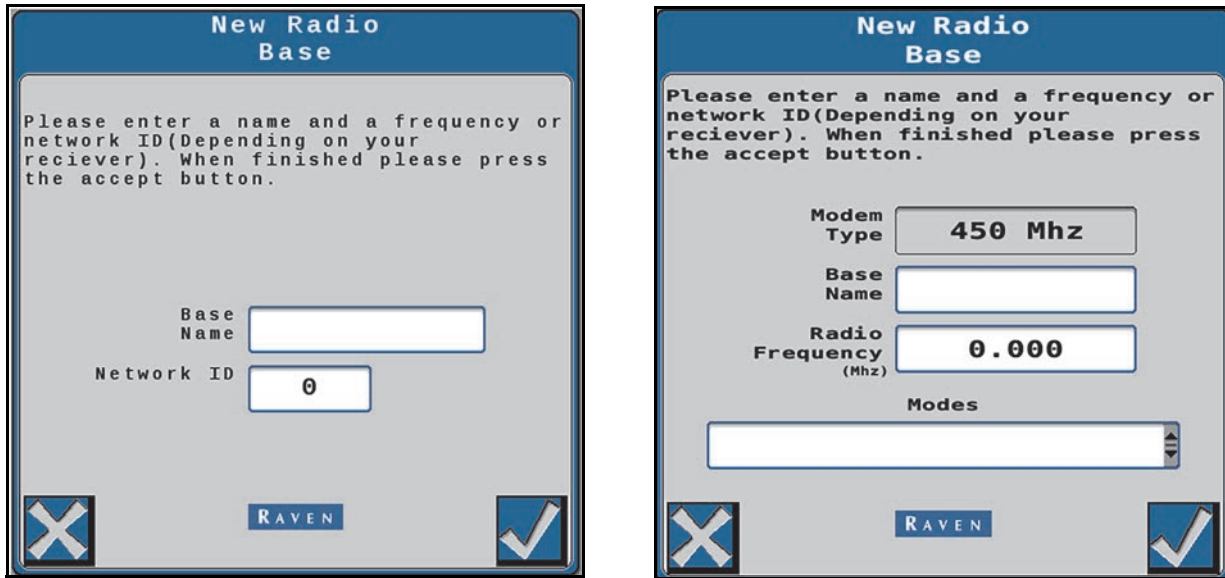 New Radio
Base
Please enter a name and a frequency or
network ID(Depending on your
reciever). When finished please press
the accept button.
Base
Name
Network ID
0
RAVEN
New Radio
Base
Please enter a name and a frequency or
network ID(Depending on your
reciever). When finished please press
the accept button.
Modem
Type
450 Mhz
Base
Name
Radio
Frequency
(Mhz)
0.000
Modes
RAVEN